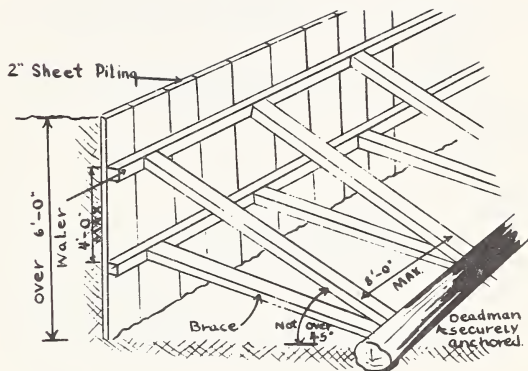 2" Sheet Piling
over 6'-0"
Waler
4'-0"
8'-0"
MAX.
Brace
Not over
45°
Deadman
securely
anchored.